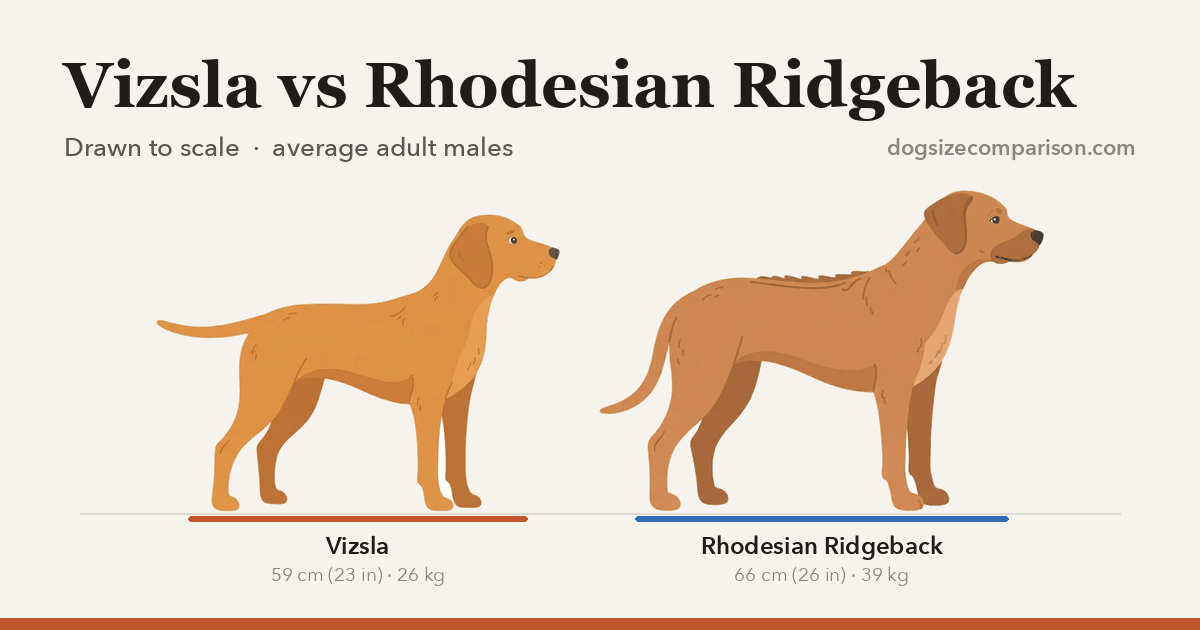 Vizsla vs Rhodesian Ridgeback
Drawn to scale · average adult males
dogsizecomparison.com
Vizsla
59 cm (23 in) · 26 kg
Rhodesian Ridgeback
66 cm (26 in) · 39 kg